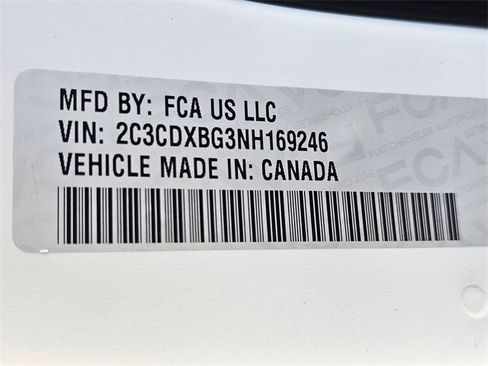 MFD BY: FCA US LLC
VIN: 2C3CDXBG3NH169246
VEHICLE MADE IN: CANADA